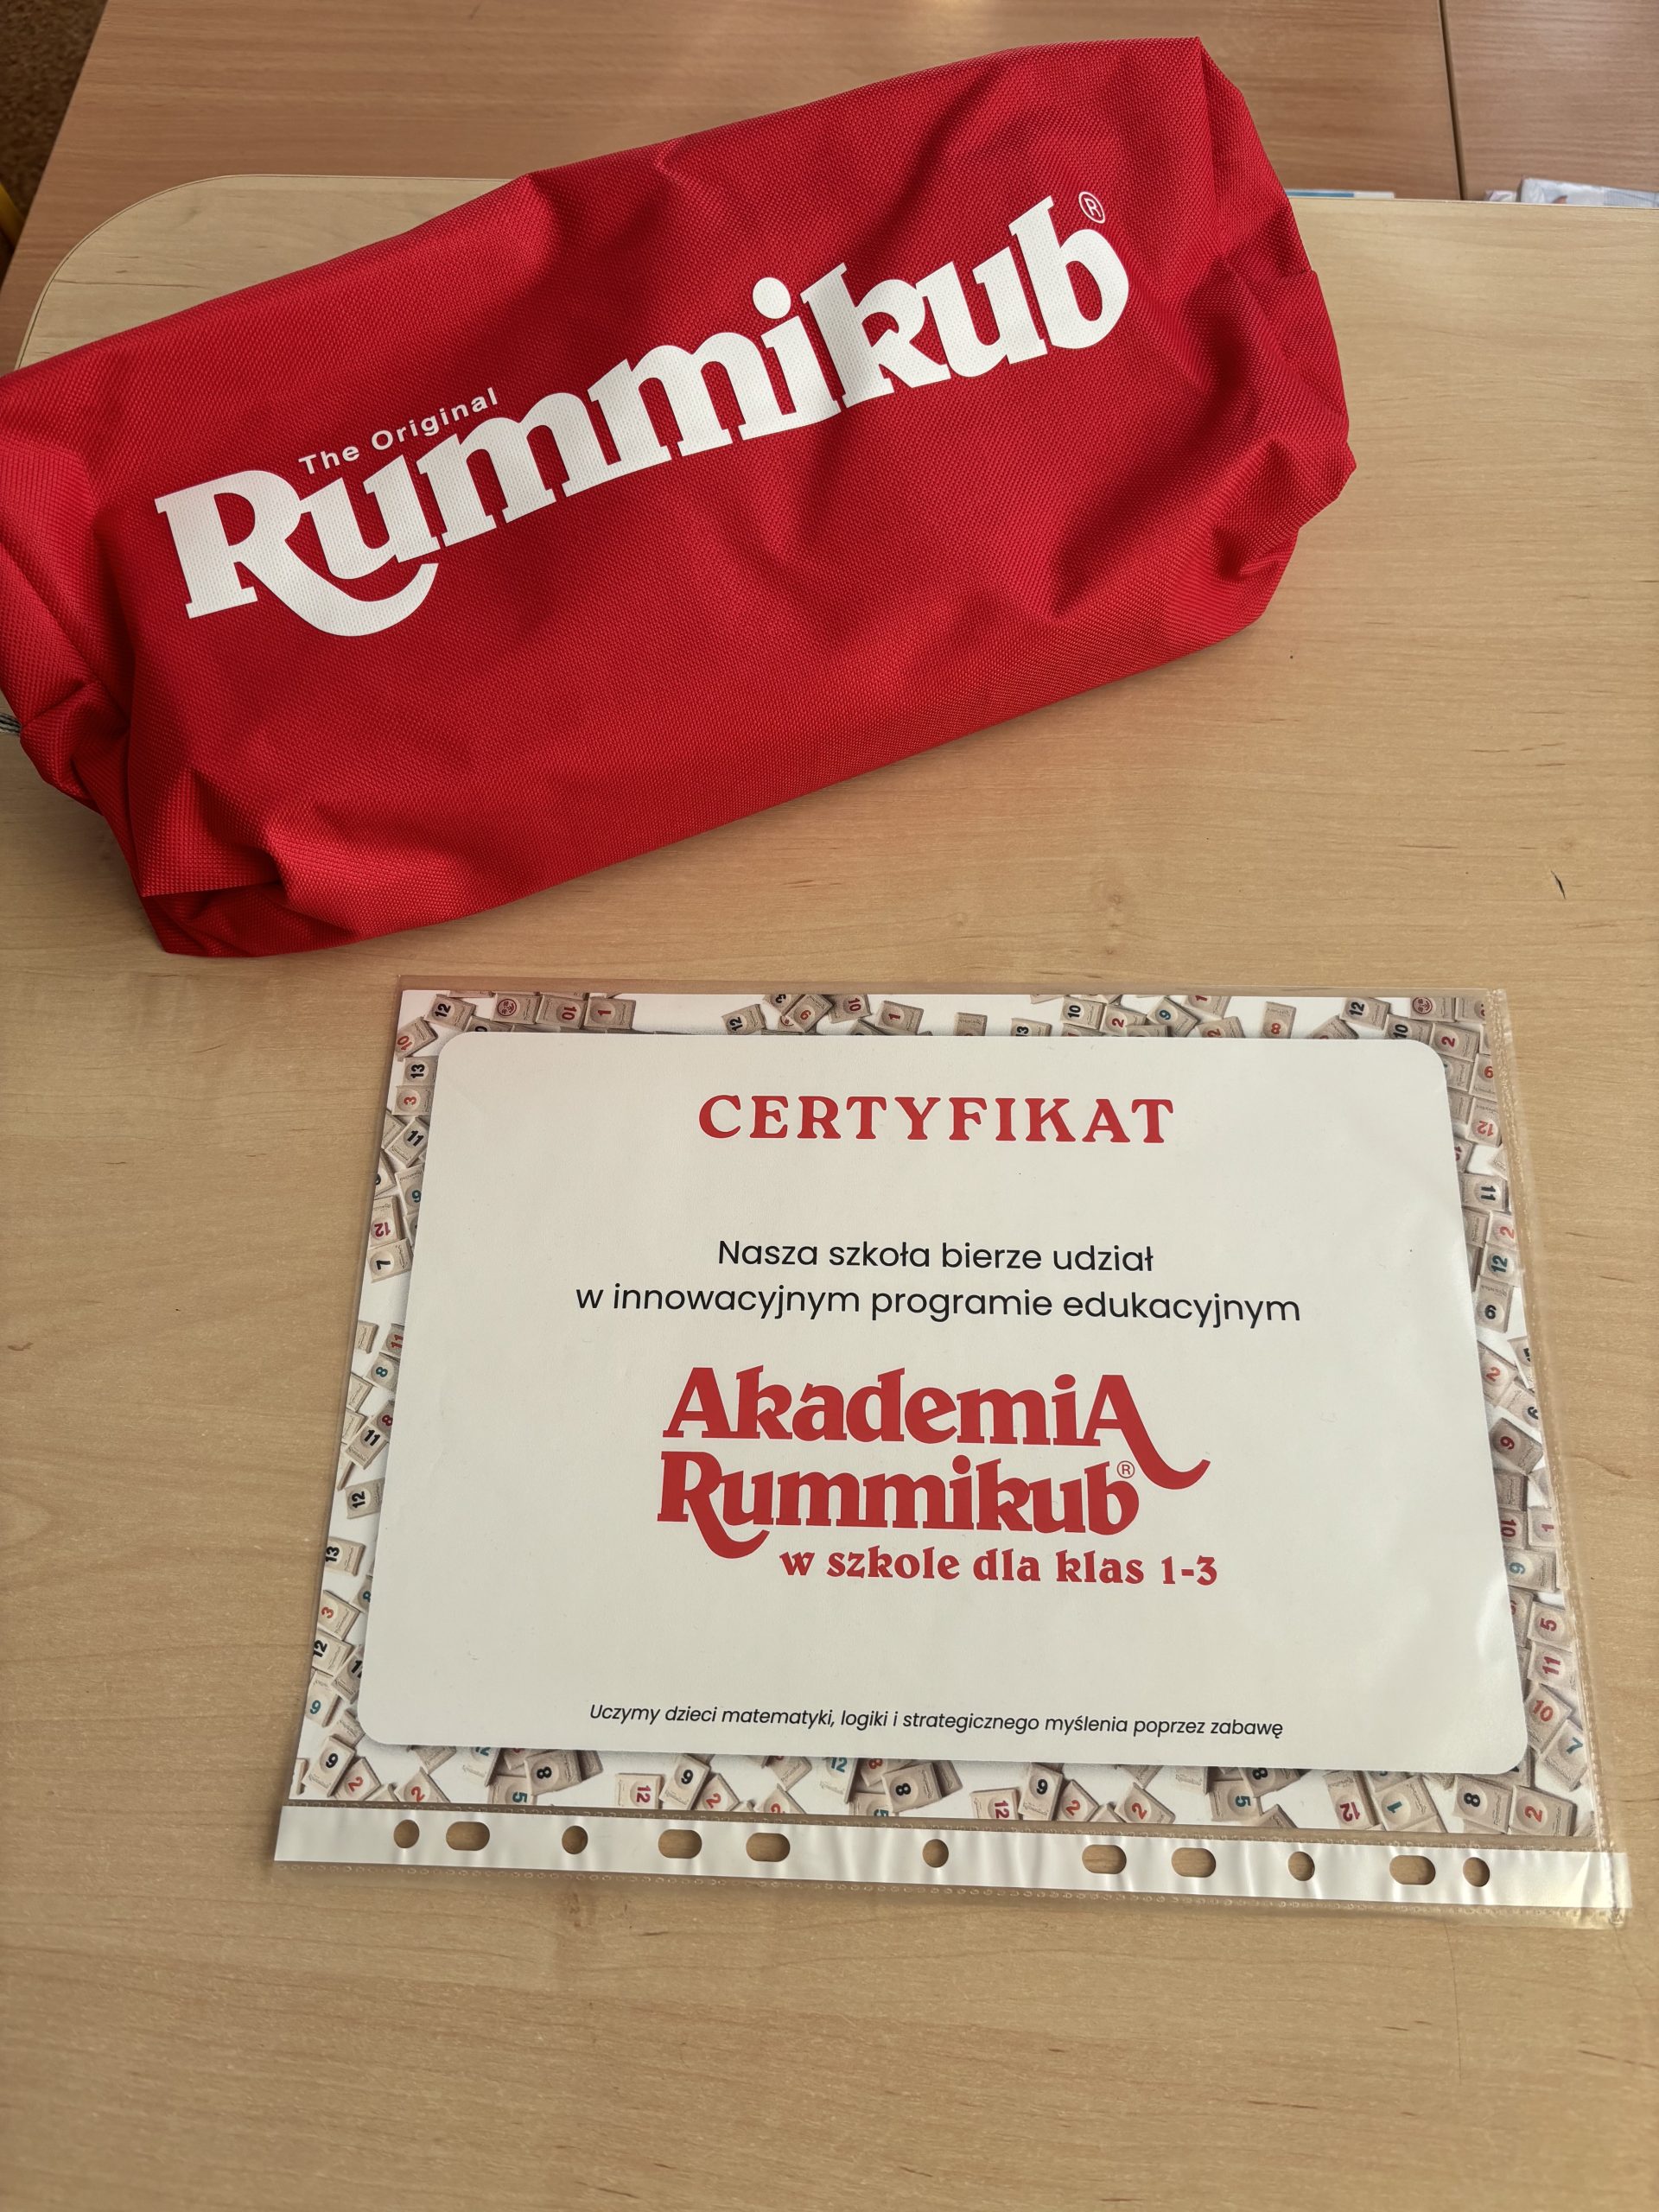 The Original
Rummikub®
CERTYFIKAT
Nasza szkoła bierze udział
w innowacyjnym programie edukacyjnym
AkademiA
Rummikub®
w szkole dla klas 1-3
Uczymy dzieci matematyki, logiki i strategicznego myślenia poprzez zabawę